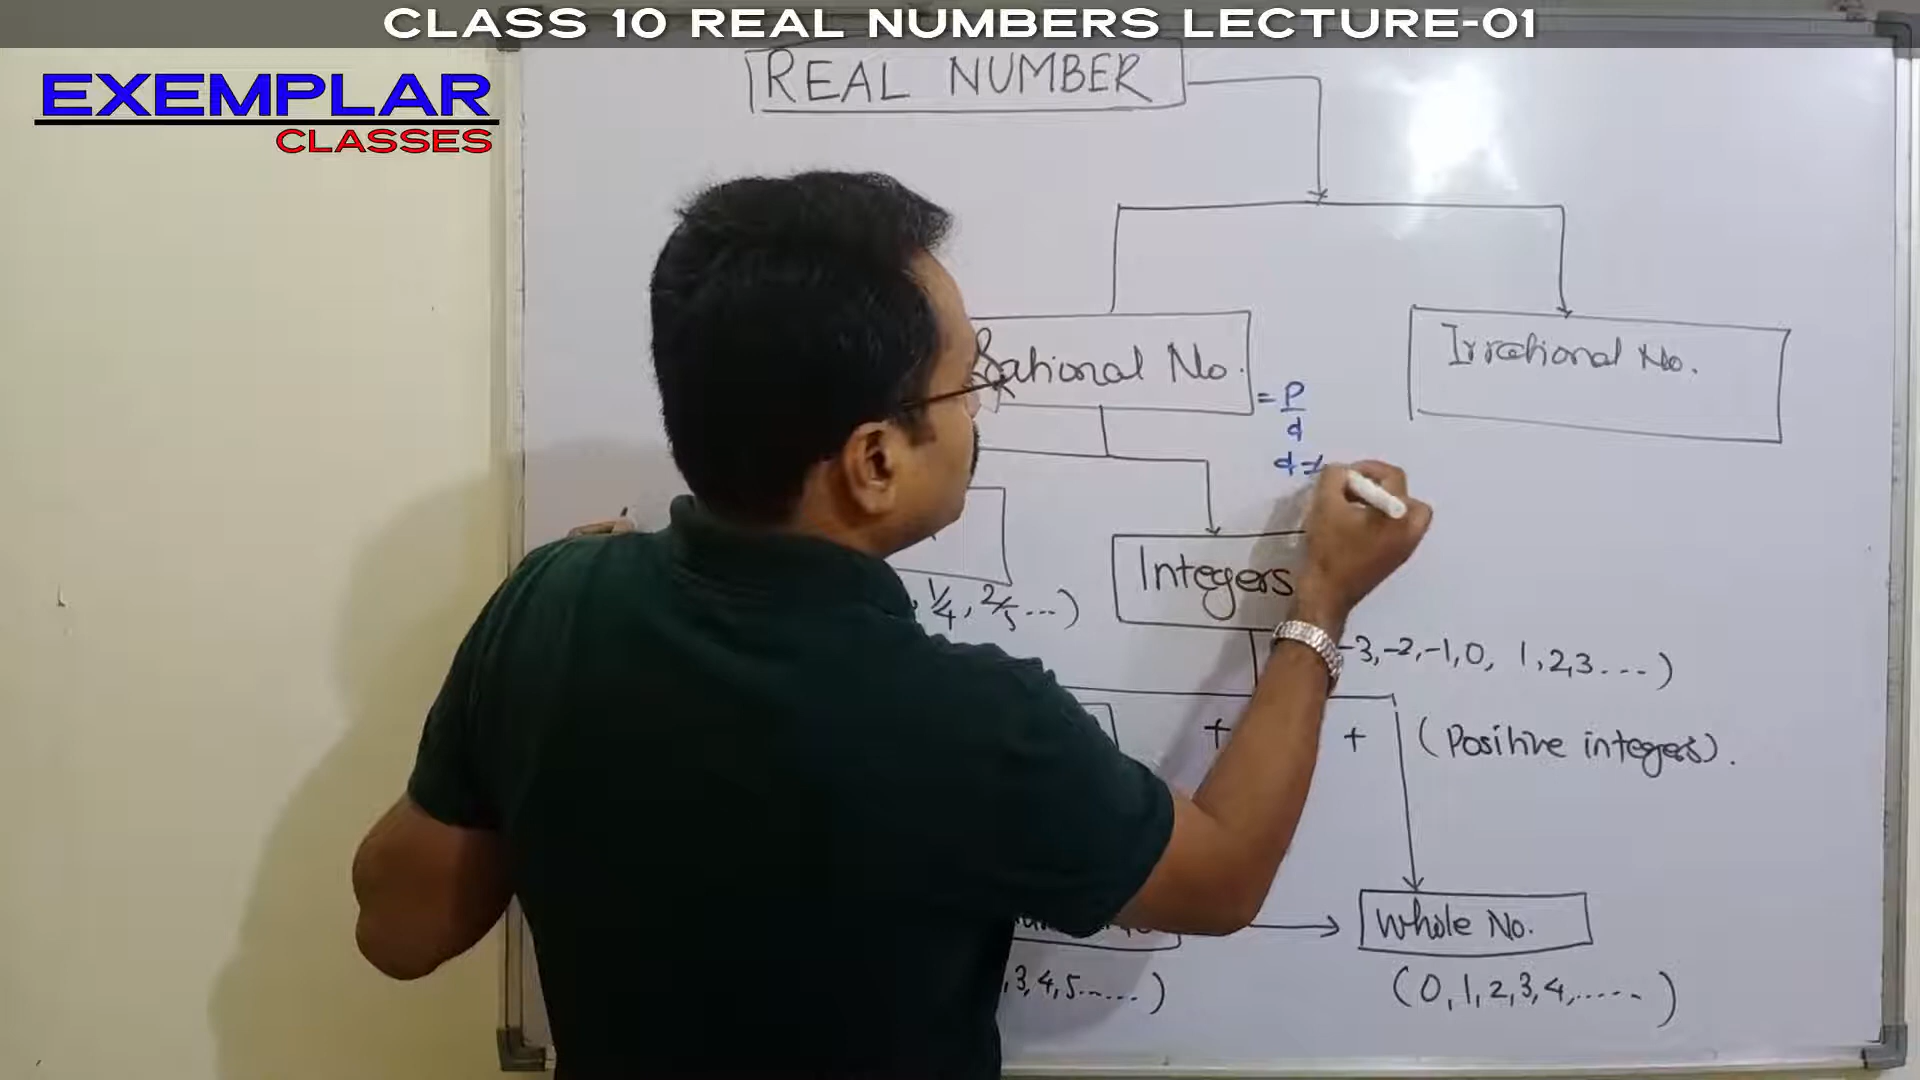 CLASS 10 REAL NUMBERS LECTURE-01
EXEMPLAR
CLASSES
REAL NUMBER
Rational No.
Irrational No.
= P
q
q ≠
1/4, 2/5 ...)
Integers
-3,-2,-1,0, 1,2,3....)
+ + (Positive integers).
Whole No.
,3,4,5......)
(0,1,2,3,4,.....)